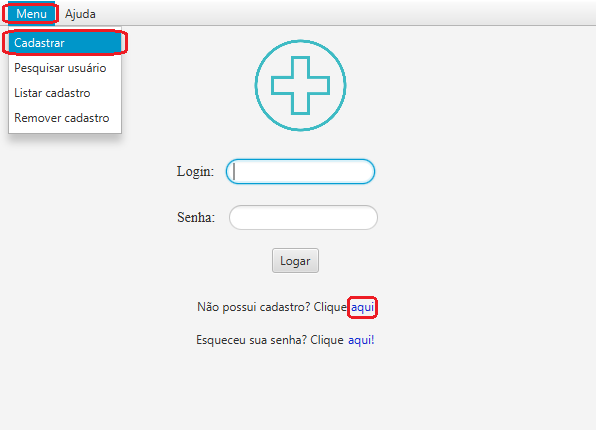 Menu Ajuda
Cadastrar
Pesquisar usuário
Listar cadastro
Remover cadastro
Login:
Senha:
Logar
Não possui cadastro? Clique aqui
Esqueceu sua senha? Clique aqui!